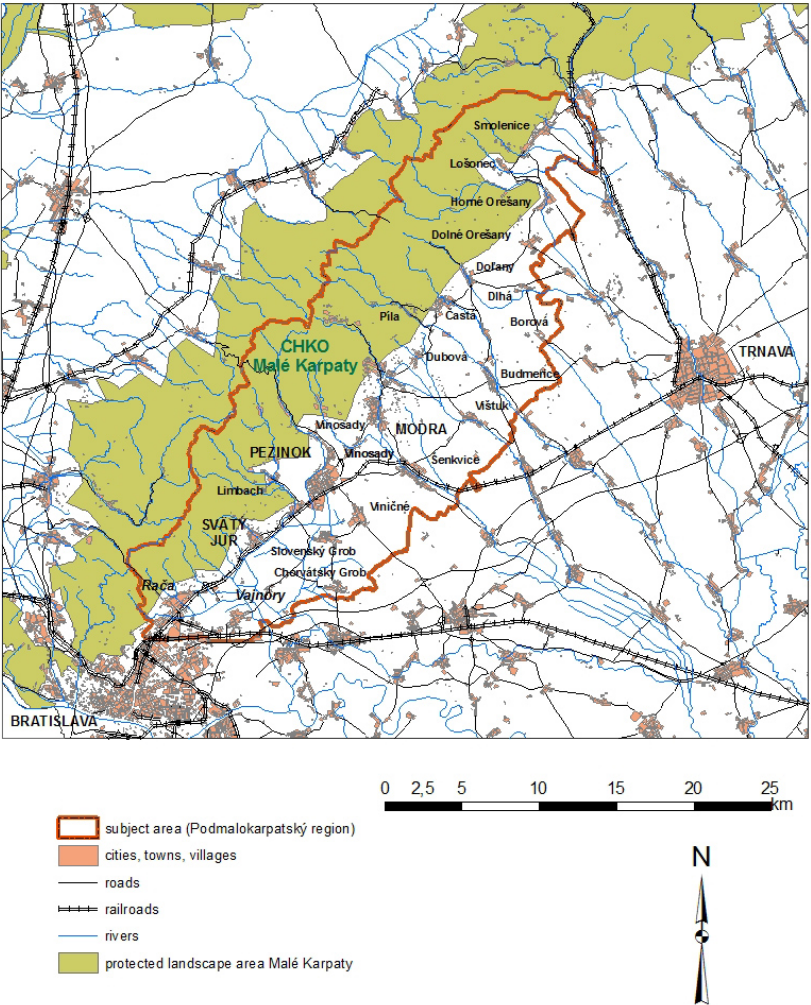 Smolenice
Lošonec
Horné Orešany
Dolné Orešany
Doľany
Dlhá
Píla
Častá
Borová
CHKO
Malé Karpaty
Dubová
TRNAVA
Budmerice
Vištuk
Vinosady
MODRA
PEZINOK
Vinosady
Šenkvice
Limbach
Viničné
SVÄTÝ
JUR
Slovenský Grob
Chorvátsky Grob
Rača
Vajnory
BRATISLAVA
0 2,5 5 10 15 20 25
km
subject area (Podmalokarpatský region)
cities, towns, villages
roads
railroads
rivers
protected landscape area Malé Karpaty
N